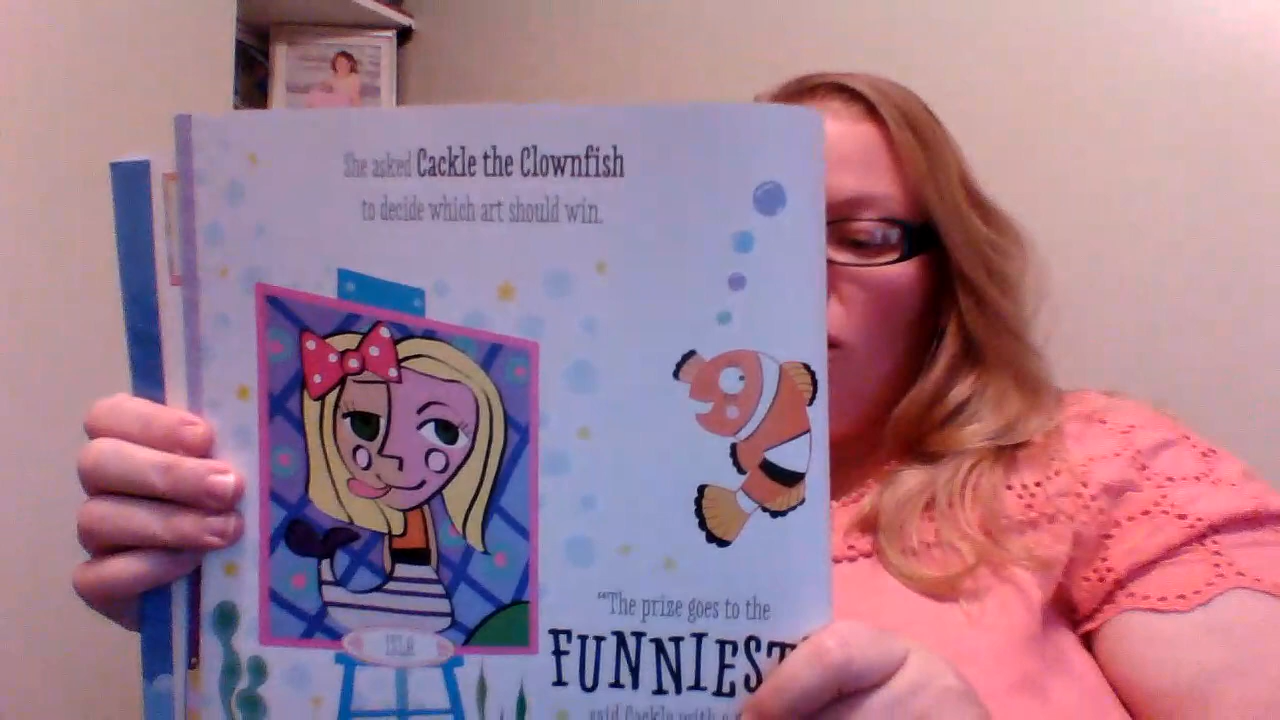 She asked Cackle the Clownfish
to decide which art should win.
ISLA
"The prize goes to the
FUNNIEST
said Cackle with